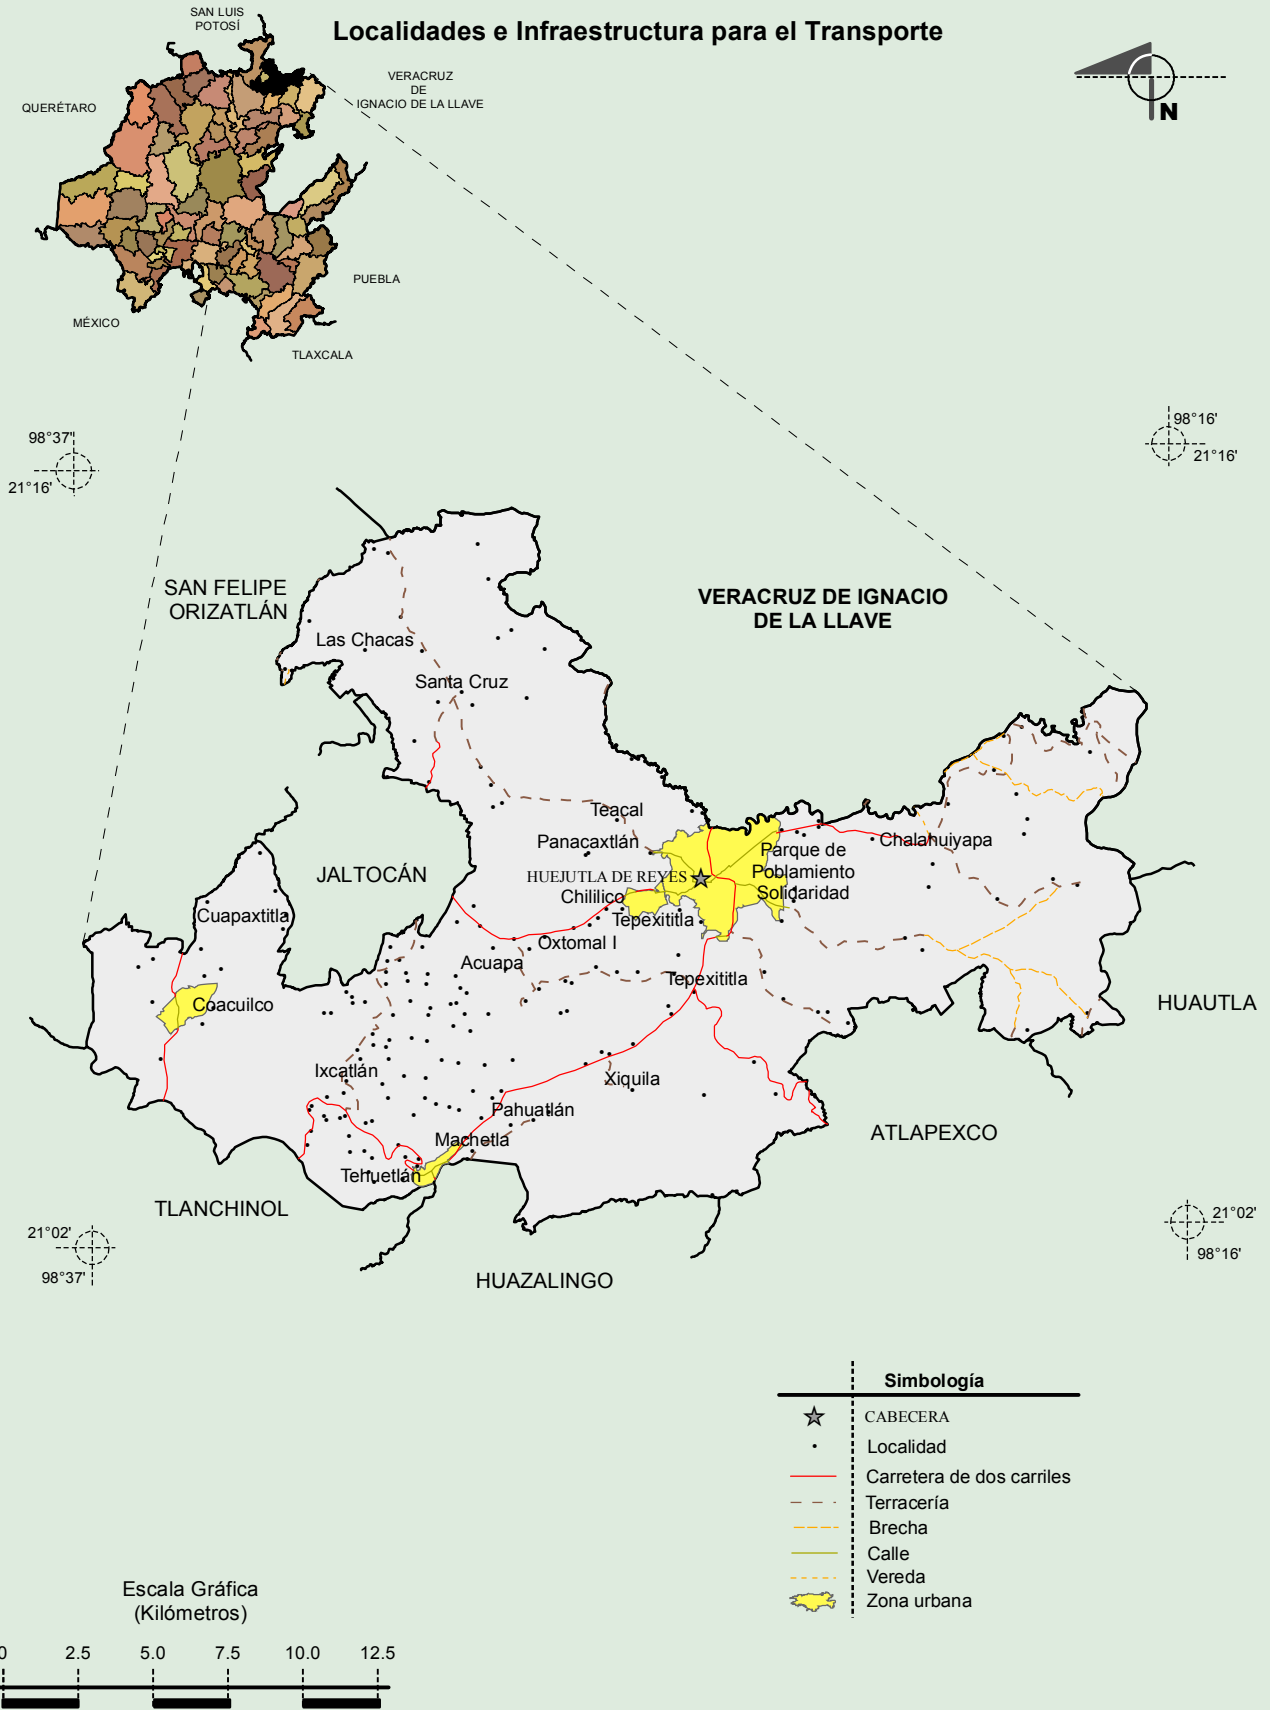 SAN LUIS
POTOSÍ
Localidades e Infraestructura para el Transporte
VERACRUZ
DE
IGNACIO DE LA LLAVE
QUERÉTARO
N
PUEBLA
MÉXICO
TLAXCALA
98°37'
21°16'
98°16'
21°16'
SAN FELIPE
ORIZATLÁN
VERACRUZ DE IGNACIO
DE LA LLAVE
Las Chacas
Santa Cruz
Teacal
Panacaxtlán
Chalahuiyapa
Parque de
Poblamiento
Solidaridad
JALTOCÁN
HUEJUTLA DE REYES
Chililico
Tepexititla
Cuapaxtitla
Oxtomal I
Acuapa
Tepexititla
Coacuilco
HUAUTLA
Ixcatlán
Xiquila
Pahuatlán
Machetla
ATLAPEXCO
Tehuetlán
TLANCHINOL
21°02'
98°37'
21°02'
98°16'
HUAZALINGO
Simbología
CABECERA
Localidad
Carretera de dos carriles
Terracería
Brecha
Calle
Vereda
Zona urbana
Escala Gráfica
(Kilómetros)
0 2.5 5.0 7.5 10.0 12.5